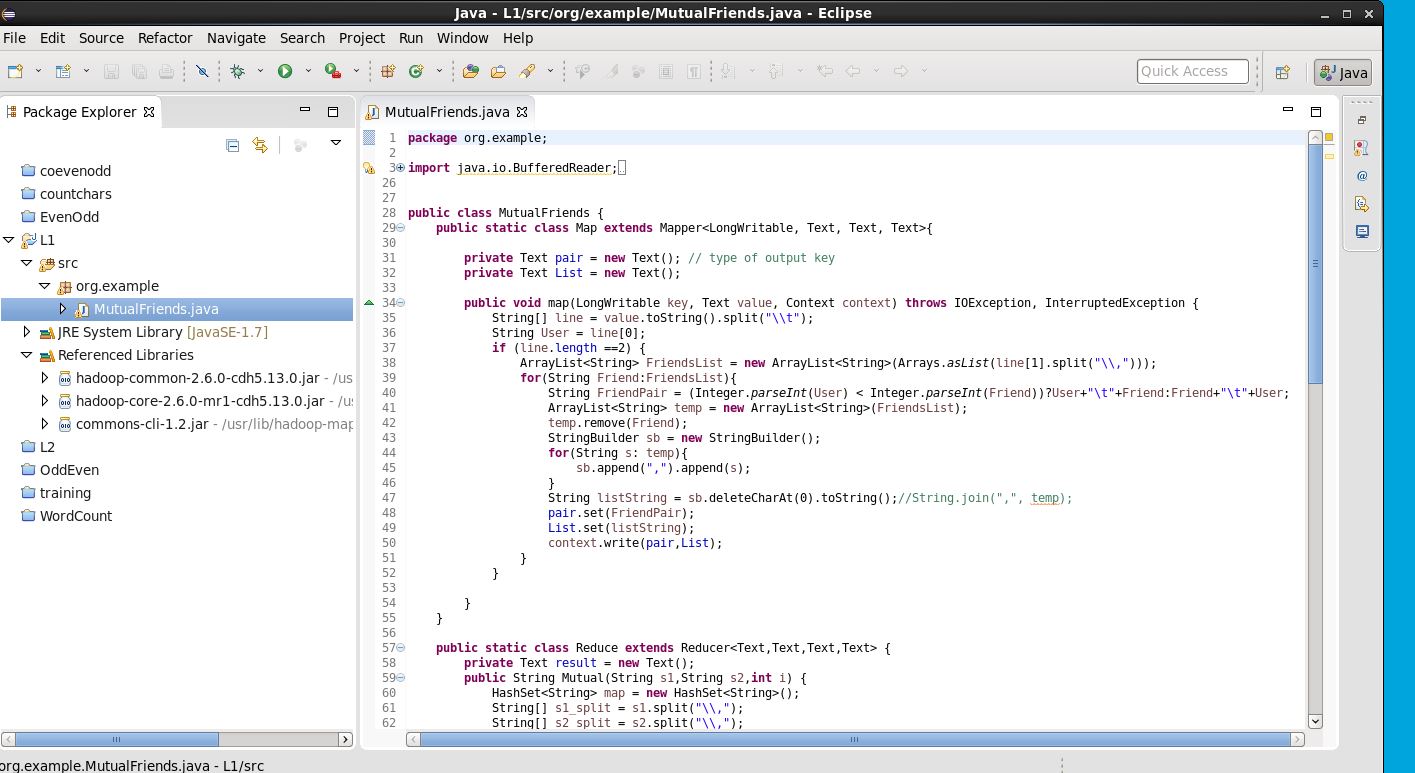 Java - L1/src/org/example/MutualFriends.java - Eclipse
File Edit Source Refactor Navigate Search Project Run Window Help
Quick Access
Java
Package Explorer
coevenodd
countchars
EvenOdd
L1
src
org.example
MutualFriends.java
JRE System Library [JavaSE-1.7]
Referenced Libraries
hadoop-common-2.6.0-cdh5.13.0.jar - /us
hadoop-core-2.6.0-mr1-cdh5.13.0.jar - /us
commons-cli-1.2.jar - /usr/lib/hadoop-map
L2
OddEven
training
WordCount
MutualFriends.java
1 package org.example;
2
3 import java.io.BufferedReader;
26
27
28 public class MutualFriends {
29 public static class Map extends Mapper<LongWritable, Text, Text, Text>{
30
31 private Text pair = new Text(); // type of output key
32 private Text List = new Text();
33
34 public void map(LongWritable key, Text value, Context context) throws IOException, InterruptedException {
35 String[] line = value.toString().split("\\t");
36 String User = line[0];
37 if (line.length ==2) {
38 ArrayList<String> FriendsList = new ArrayList<String>(Arrays.asList(line[1].split("\\,")));
39 for(String Friend:FriendsList){
40 String FriendPair = (Integer.parseInt(User) < Integer.parseInt(Friend))?User+"\t"+Friend:Friend+"\t"+User;
41 ArrayList<String> temp = new ArrayList<String>(FriendsList);
42 temp.remove(Friend);
43 StringBuilder sb = new StringBuilder();
44 for(String s: temp){
45 sb.append(",").append(s);
46 }
47 String listString = sb.deleteCharAt(0).toString();//String.join(",", temp);
48 pair.set(FriendPair);
49 List.set(listString);
50 context.write(pair,List);
51 }
52 }
53
54 }
55 }
56
57 public static class Reduce extends Reducer<Text,Text,Text,Text> {
58 private Text result = new Text();
59 public String Mutual(String s1,String s2,int i) {
60 HashSet<String> map = new HashSet<String>();
61 String[] s1_split = s1.split("\\,");
62 String[] s2 split = s2.split("\\,");
org.example.MutualFriends.java - L1/src